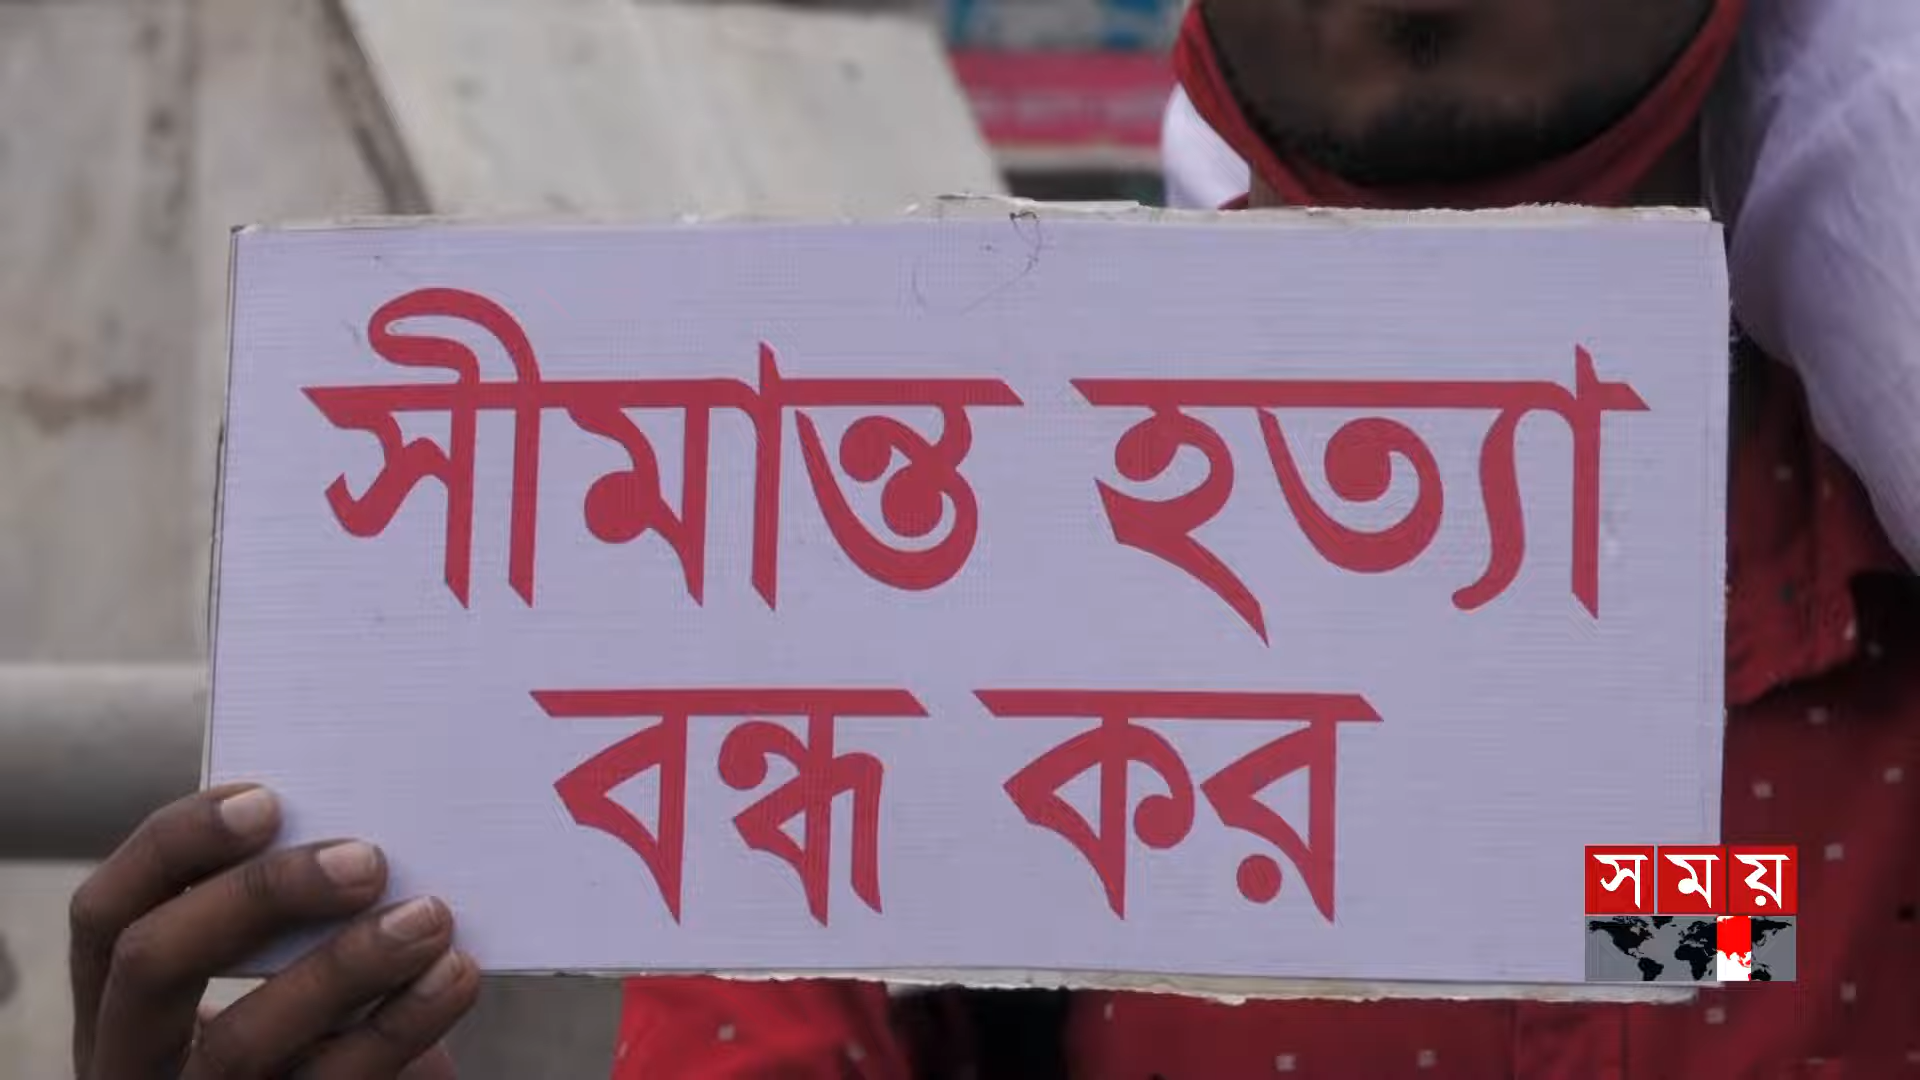 সীমান্ত হত্যা
বন্ধ কর
সময়